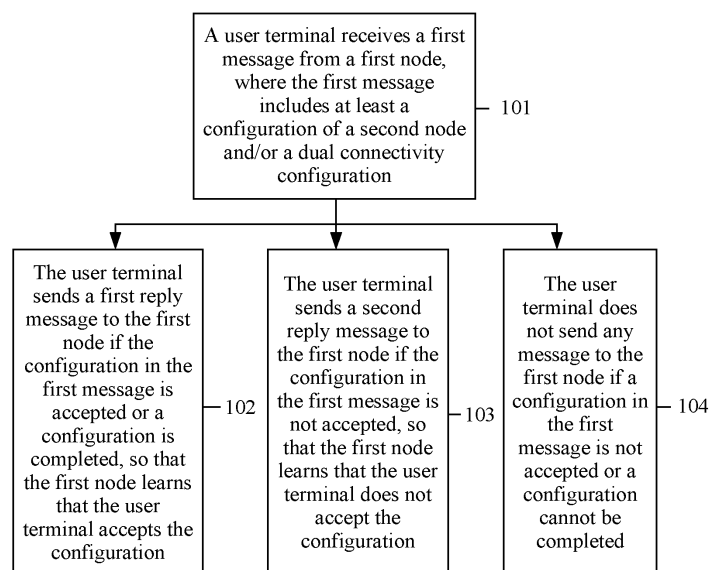 A user terminal receives a first
message from a first node,
where the first message
includes at least a
configuration of a second node
and/or a dual connectivity
configuration
101
The user terminal
sends a first reply
message to the first
node if the
configuration in the
first message is
accepted or a
configuration is
completed, so that
the first node learns
that the user
terminal accepts the
configuration
102
The user terminal
sends a second
reply message to
the first node if the
configuration in
the first message is
not accepted, so
that the first node
learns that the user
terminal does not
accept the
configuration
103
The user
terminal does
not send any
message to the
first node if a
configuration in
the first
message is not
accepted or a
configuration
cannot be
completed
104